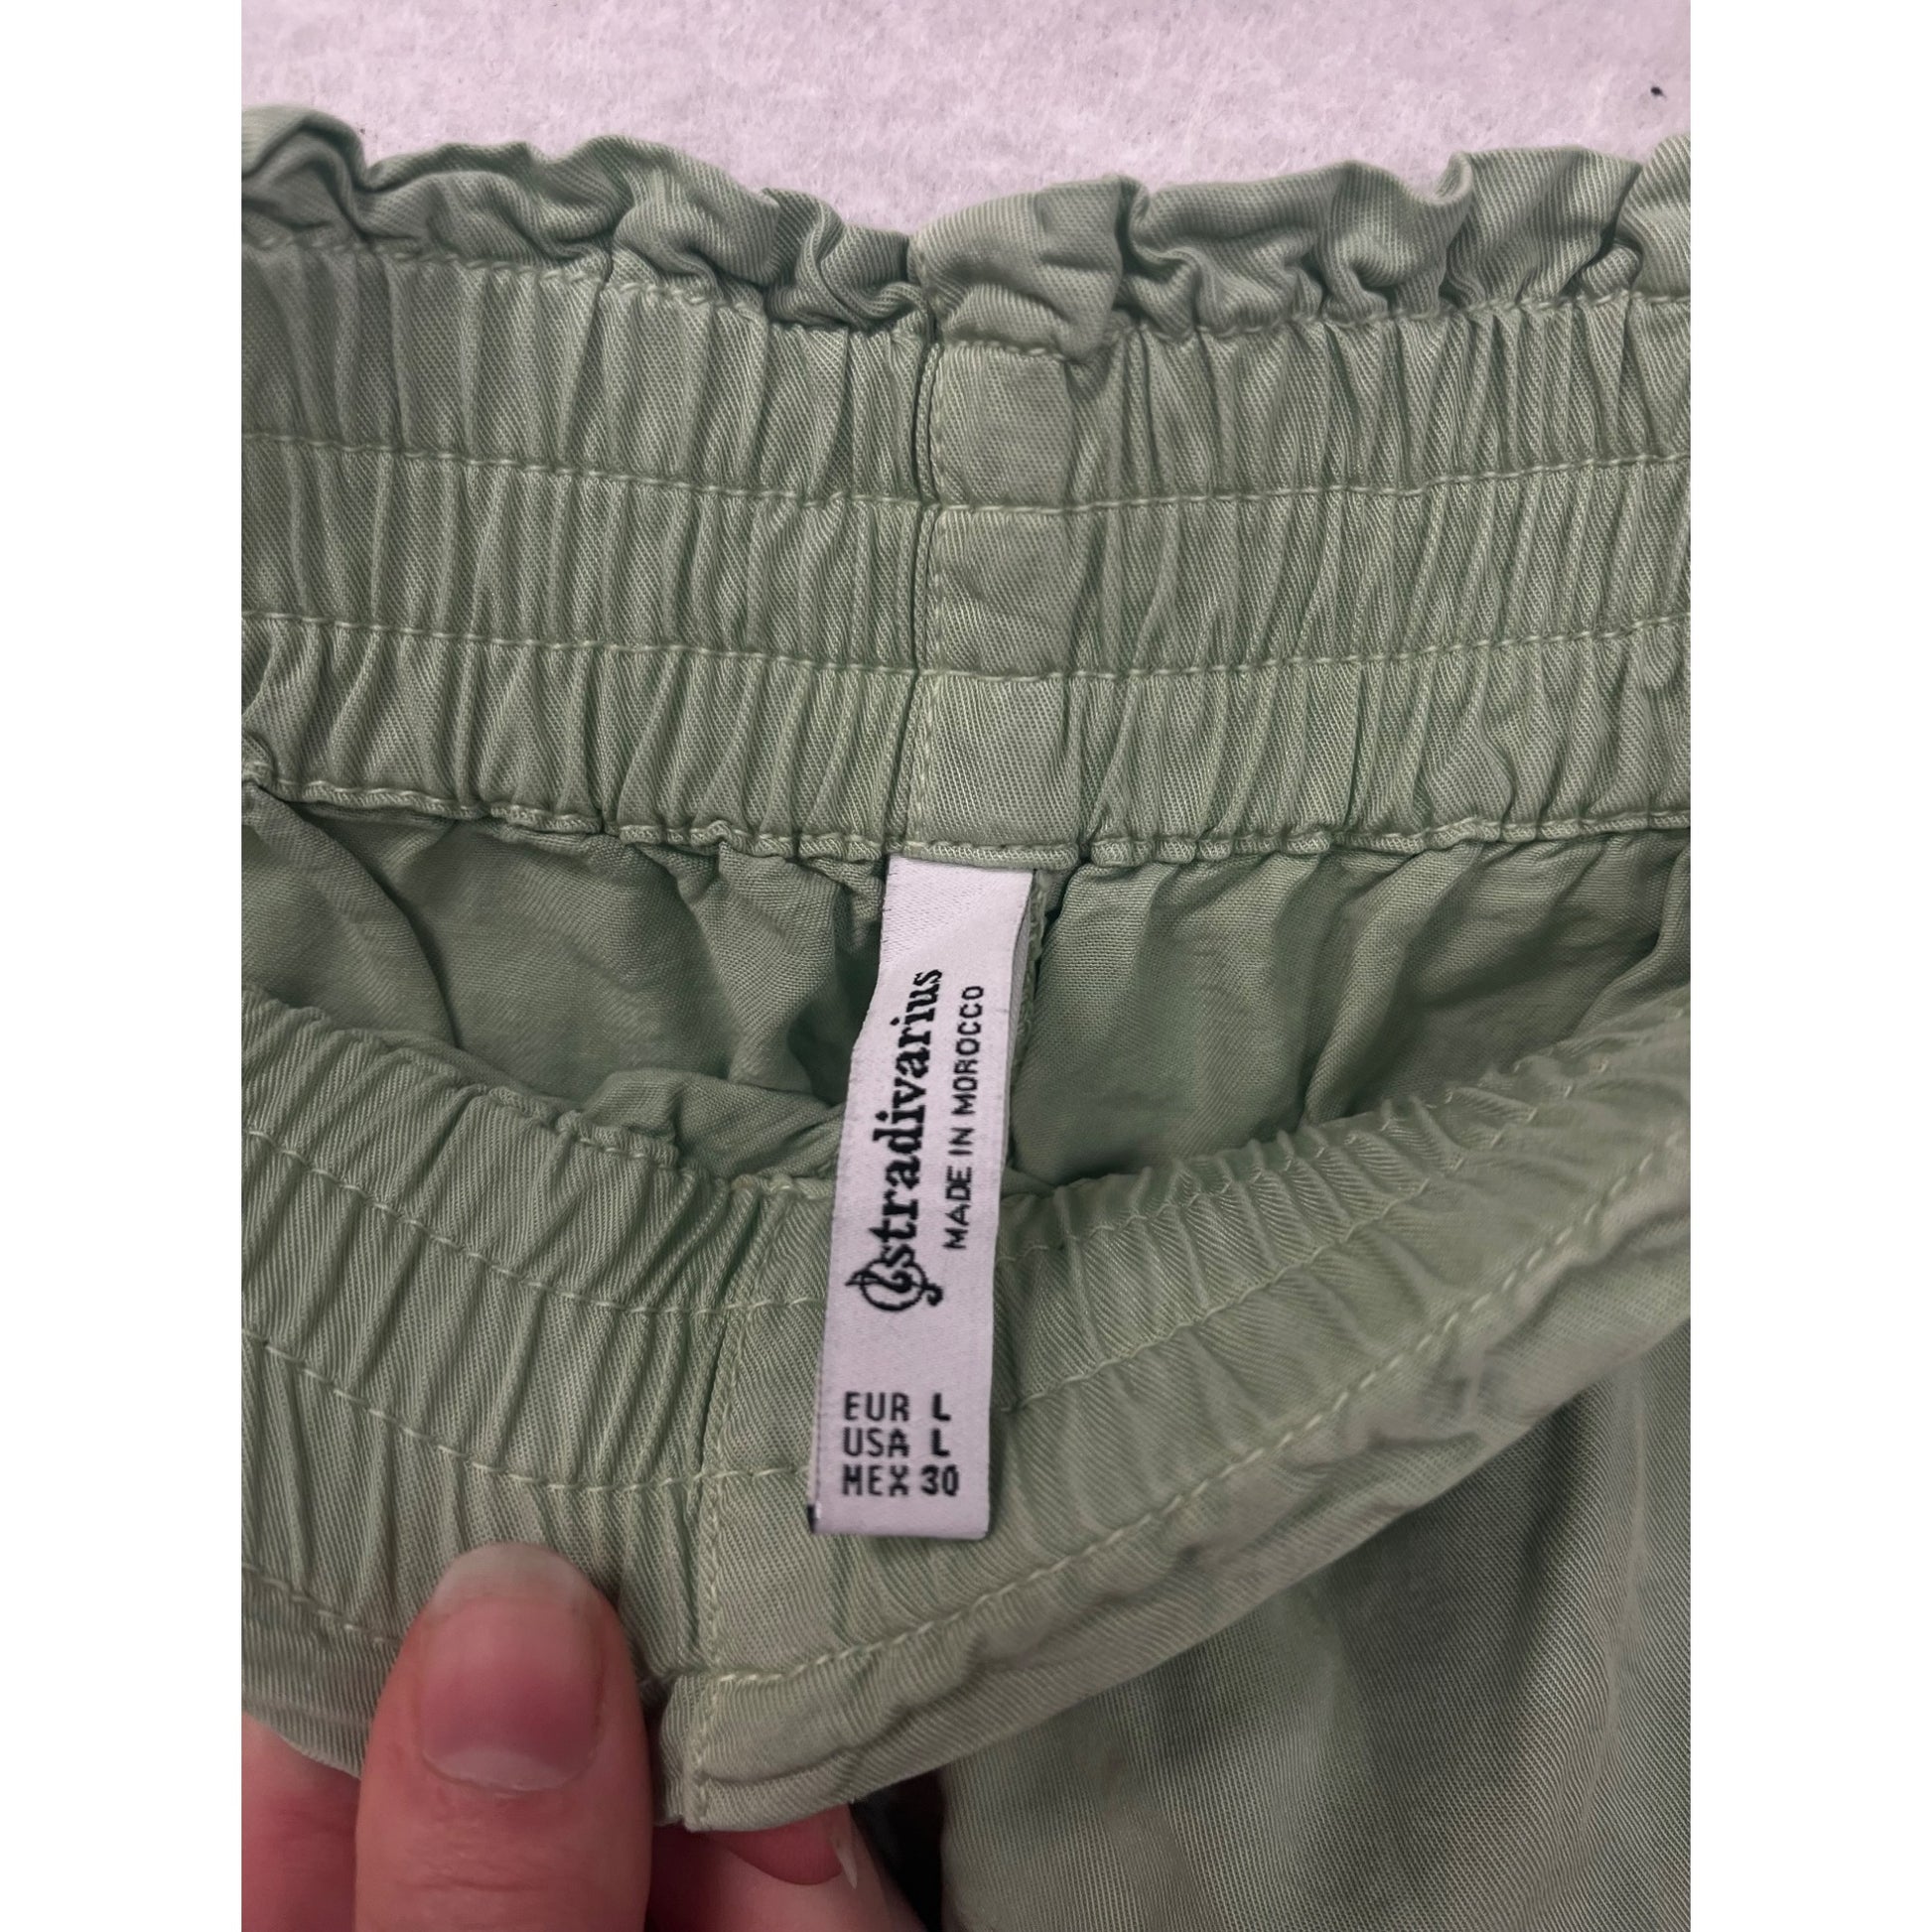 stradivarius
MADE IN MOROCCO
EUR L
USA L
MEX 30